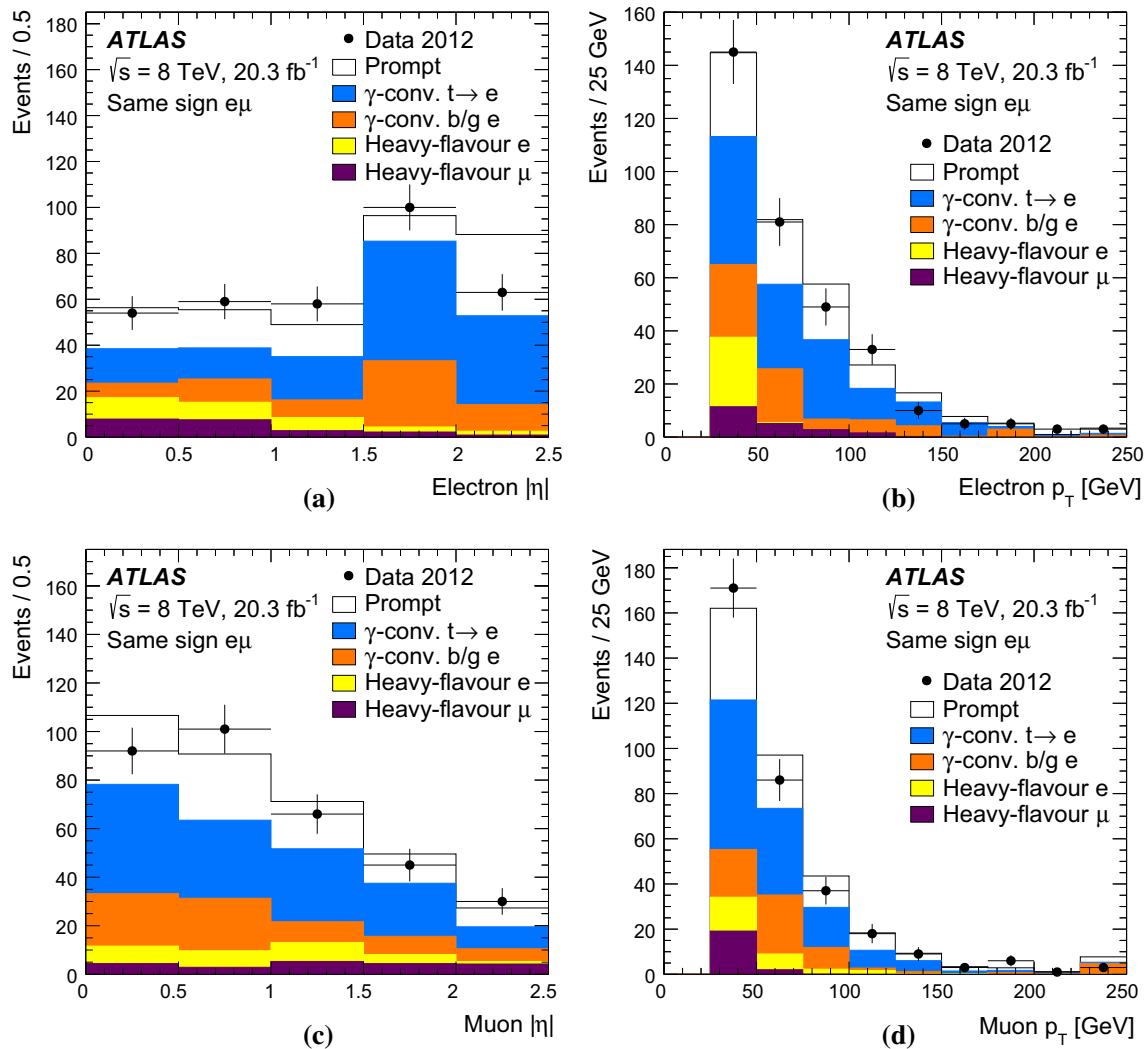 Events / 0.5
180
160
140
120
100
80
60
40
20
0
ATLAS
√s = 8 TeV, 20.3 fb⁻¹
Same sign eμ
Data 2012
Prompt
γ-conv. t→ e
γ-conv. b/g e
Heavy-flavour e
Heavy-flavour μ
0 0.5 1 1.5 2 2.5
Electron |η|
(a)
Events / 25 GeV
160
140
120
100
80
60
40
20
0
ATLAS
√s = 8 TeV, 20.3 fb⁻¹
Same sign eμ
Data 2012
Prompt
γ-conv. t→ e
γ-conv. b/g e
Heavy-flavour e
Heavy-flavour μ
0 50 100 150 200 250
Electron p_T [GeV]
(b)
Events / 0.5
160
140
120
100
80
60
40
20
0
ATLAS
√s = 8 TeV, 20.3 fb⁻¹
Same sign eμ
Data 2012
Prompt
γ-conv. t→ e
γ-conv. b/g e
Heavy-flavour e
Heavy-flavour μ
0 0.5 1 1.5 2 2.5
Muon |η|
(c)
Events / 25 GeV
180
160
140
120
100
80
60
40
20
0
ATLAS
√s = 8 TeV, 20.3 fb⁻¹
Same sign eμ
Data 2012
Prompt
γ-conv. t→ e
γ-conv. b/g e
Heavy-flavour e
Heavy-flavour μ
0 50 100 150 200 250
Muon p_T [GeV]
(d)